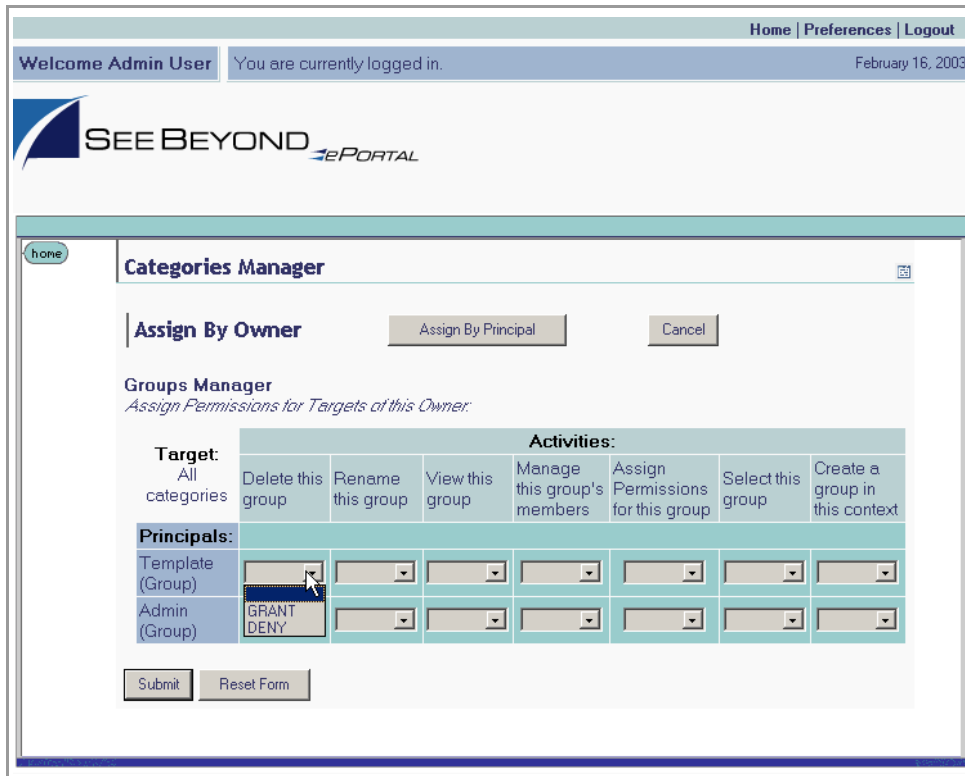 Home | Preferences | Logout
Welcome Admin User You are currently logged in. February 16, 2003
SEEBEYOND
ePORTAL
home
Categories Manager
Assign By Owner Assign By Principal Cancel
Groups Manager
Assign Permissions for Targets of this Owner:
Target:
All
categories
Activities:
Delete this
group
Rename
this group
View this
group
Manage
this group's
members
Assign
Permissions
for this group
Select this
group
Create a
group in
this context
Principals:
Template
(Group)
GRANT
DENY
Admin
(Group)
Submit Reset Form